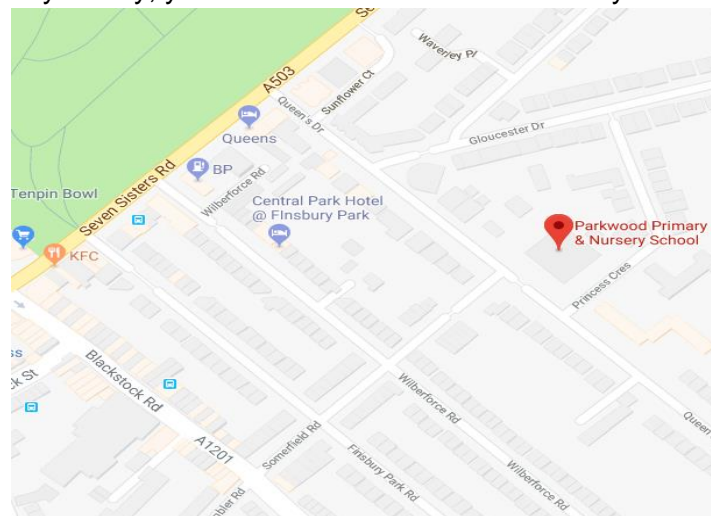 Waverley Pl
A503
Sunflower Ct
Queen's Dr
Gloucester Dr
Queens
BP
Tenpin Bowl
Seven Sisters Rd
Wilberforce Rd
Central Park Hotel
@ FInsbury Park
Parkwood Primary
& Nursery School
KFC
Princess Cres
Blackstock Rd
Wilberforce Rd
Queen
A1201
Somerfield Rd
Finsbury Park Rd
Wilberforce Rd